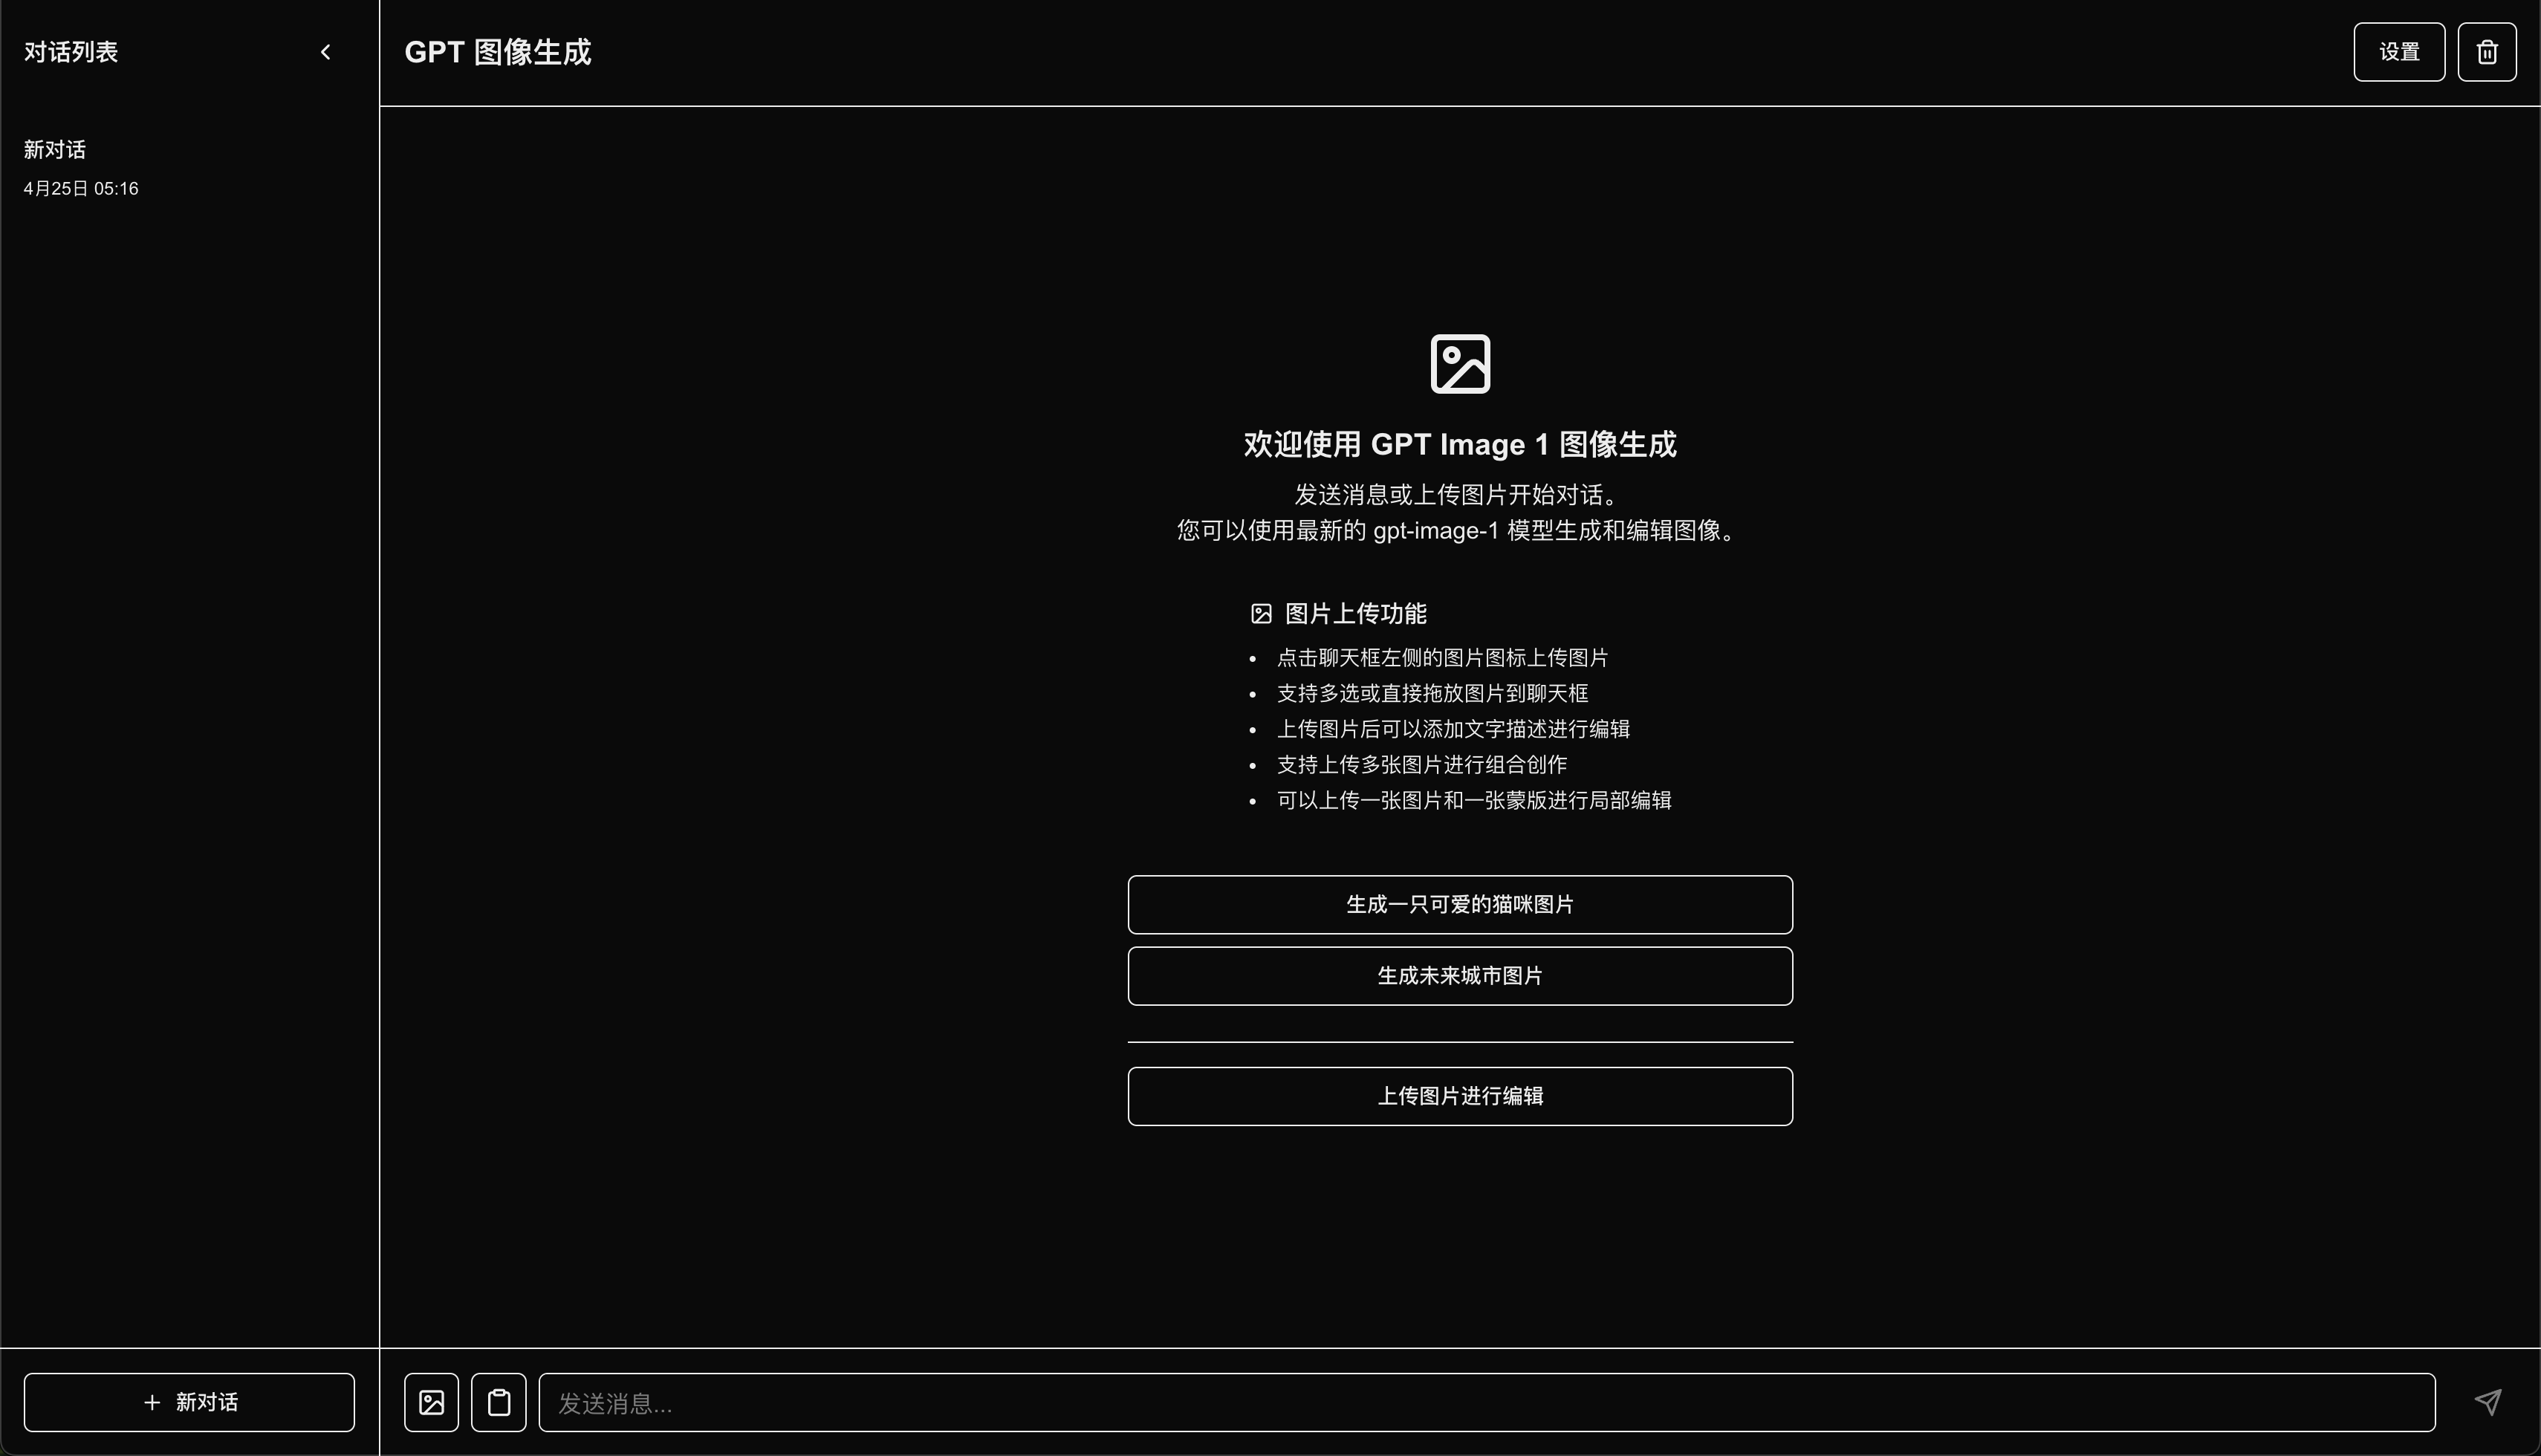 对话列表
新对话
4月25日 05:16
新对话
GPT 图像生成
设置
欢迎使用 GPT Image 1 图像生成
发送消息或上传图片开始对话。
您可以使用最新的 gpt-image-1 模型生成和编辑图像。
图片上传功能
• 点击聊天框左侧的图片图标上传图片
• 支持多选或直接拖放图片到聊天框
• 上传图片后可以添加文字描述进行编辑
• 支持上传多张图片进行组合创作
• 可以上传一张图片和一张蒙版进行局部编辑
生成一只可爱的猫咪图片
生成未来城市图片
上传图片进行编辑
发送消息...